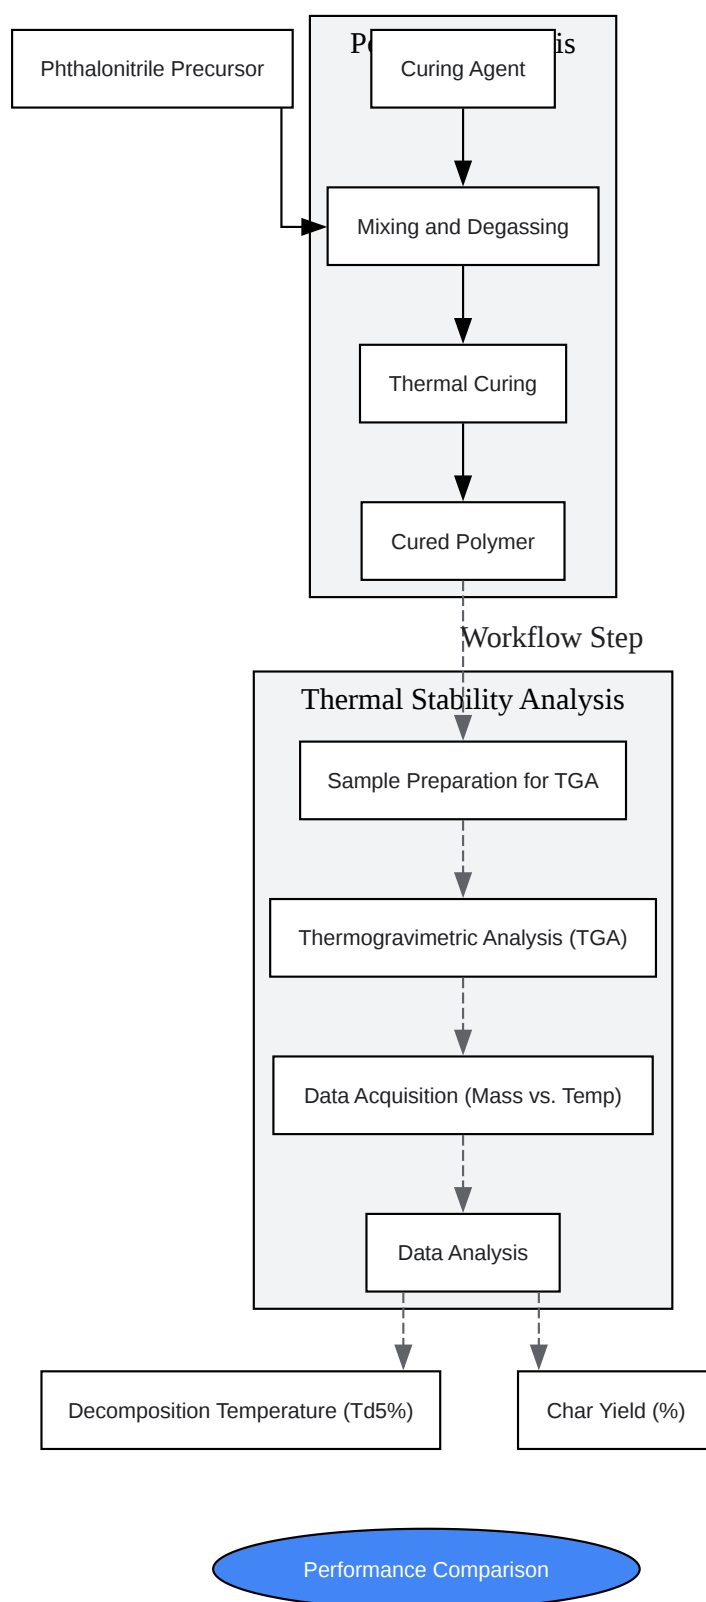 Phthalonitrile Precursor
Curing Agent
Mixing and Degassing
Thermal Curing
Cured Polymer
Workflow Step
Thermal Stability Analysis
Sample Preparation for TGA
Thermogravimetric Analysis (TGA)
Data Acquisition (Mass vs. Temp)
Data Analysis
Decomposition Temperature (Td5%)
Char Yield (%)
Performance Comparison